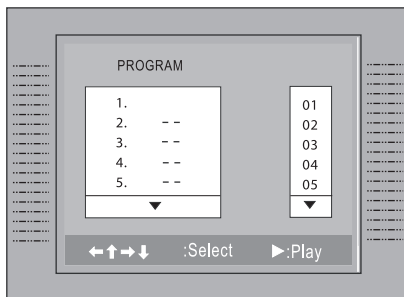 PROGRAM
1.
2. - -
3. - -
4. - -
5. - -
▼
01
02
03
04
05
▼
←↑→↓ :Select ▶:Play